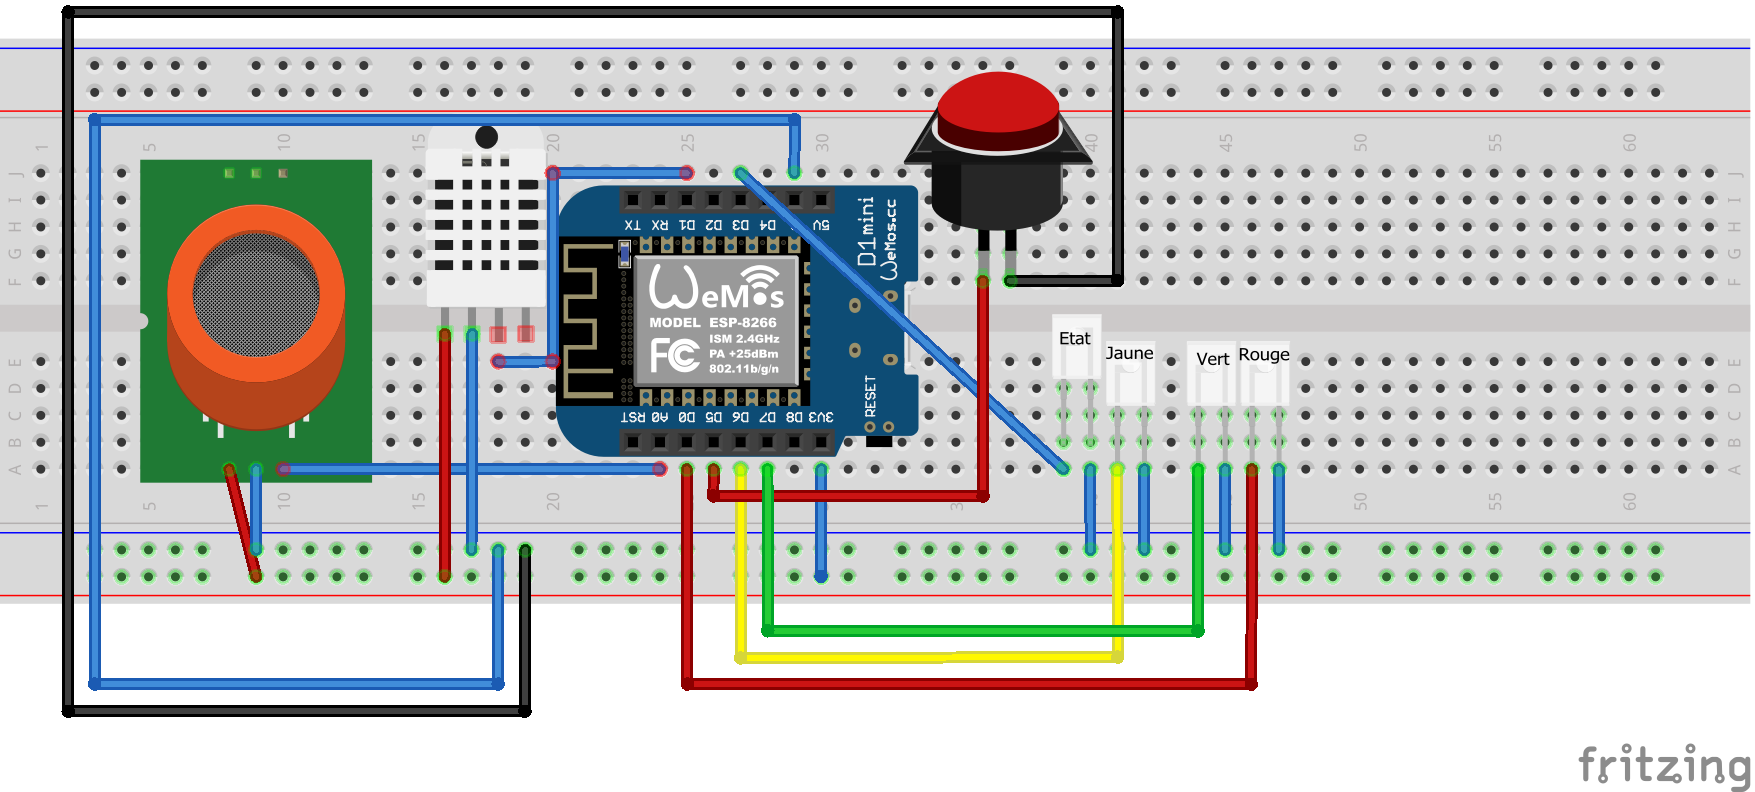 1 5 10 15 20 25 30 40 45 50 55 60
J J
I I
H H
G G
F F
TX RX D1 D2 D3 D4 5V
D1mini
WeMos.cc
WeMos
MODEL ESP-8266
ISM 2.4GHz
PA +25dBm
802.11b/g/n
FC
RST A0 D0 D5 D6 D7 D8 3V3
RESET
Etat
Jaune
Vert
Rouge
E E
D D
C C
B B
A A
1 5 10 15 20 3 50 55 60
fritzing